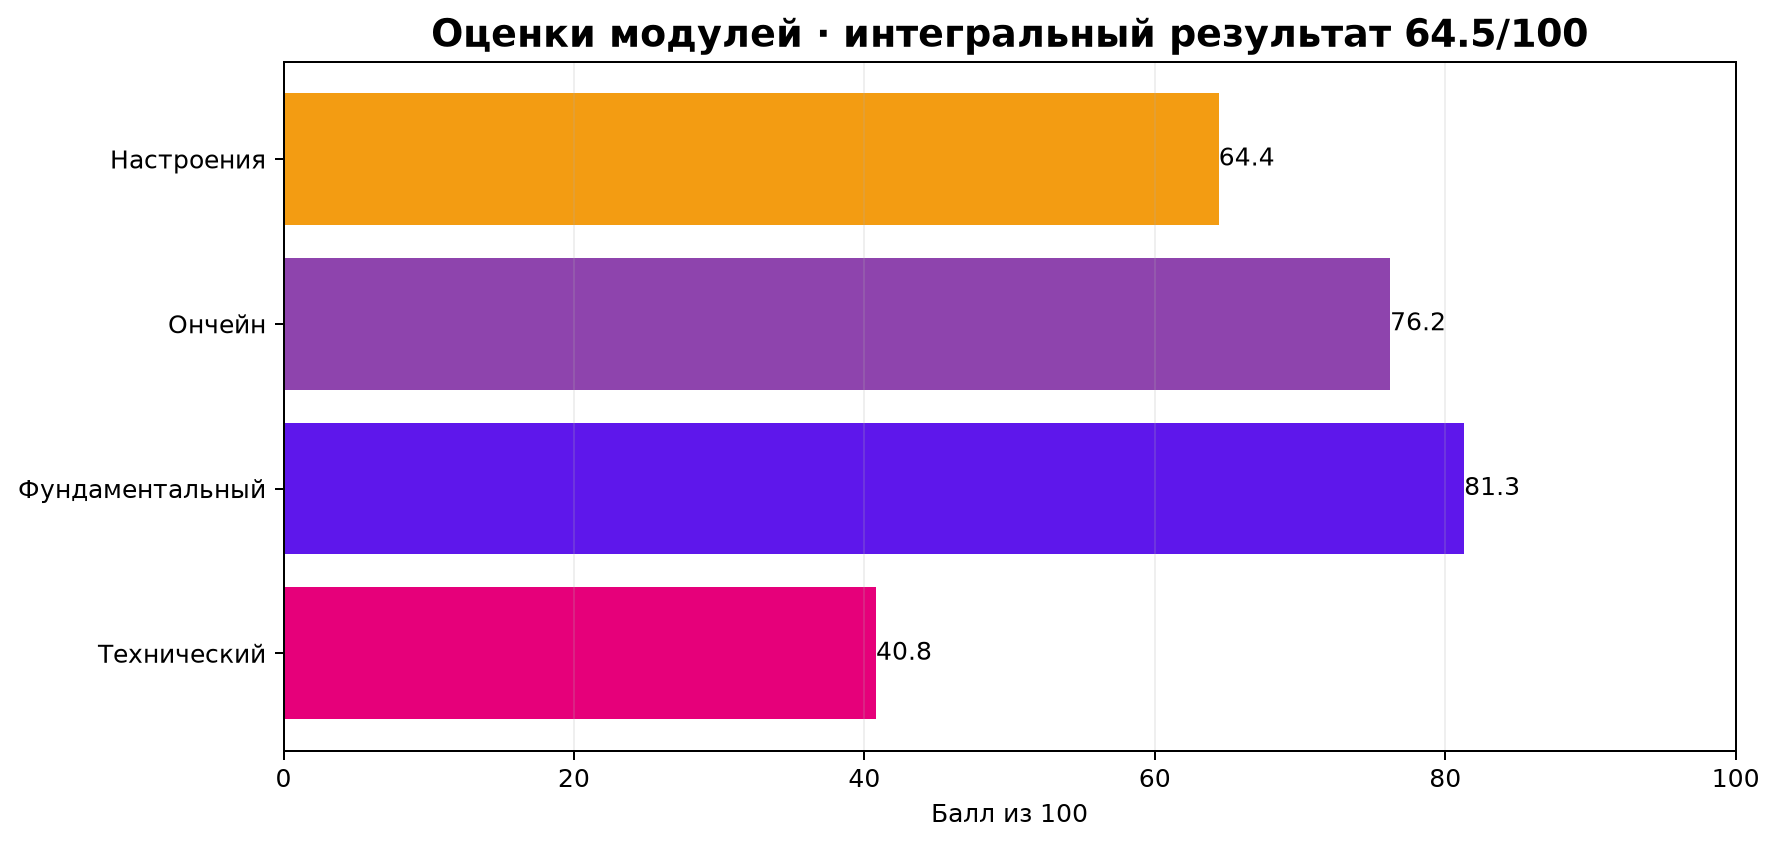 Оценки модулей · интегральный результат 64.5/100
Настроения
64.4
Ончейн
76.2
Фундаментальный
81.3
Технический
40.8
0 20 40 60 80 100
Балл из 100